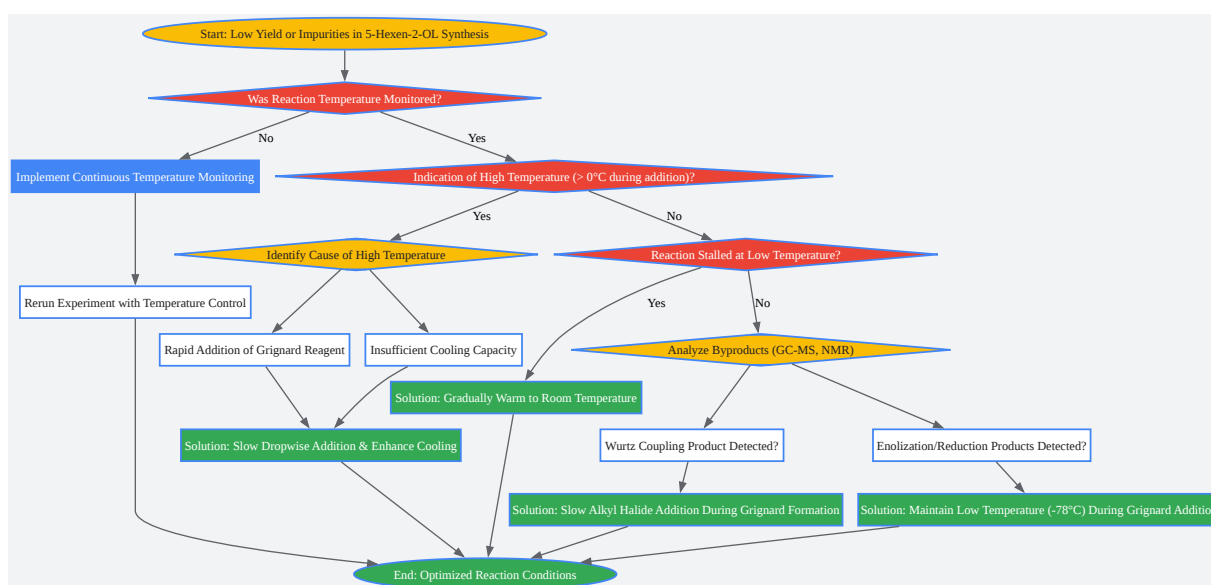 Start: Low Yield or Impurities in 5-Hexen-2-OL Synthesis
Was Reaction Temperature Monitored?
No
Yes
Implement Continuous Temperature Monitoring
Indication of High Temperature (> 0°C during addition)?
Yes
No
Identify Cause of High Temperature
Reaction Stalled at Low Temperature?
Rerun Experiment with Temperature Control
Yes
No
Rapid Addition of Grignard Reagent
Insufficient Cooling Capacity
Analyze Byproducts (GC-MS, NMR)
Solution: Gradually Warm to Room Temperature
Solution: Slow Dropwise Addition & Enhance Cooling
Wurtz Coupling Product Detected?
Enolization/Reduction Products Detected?
Solution: Slow Alkyl Halide Addition During Grignard Formation
Solution: Maintain Low Temperature (-78°C) During Grignard Additio
End: Optimized Reaction Conditions